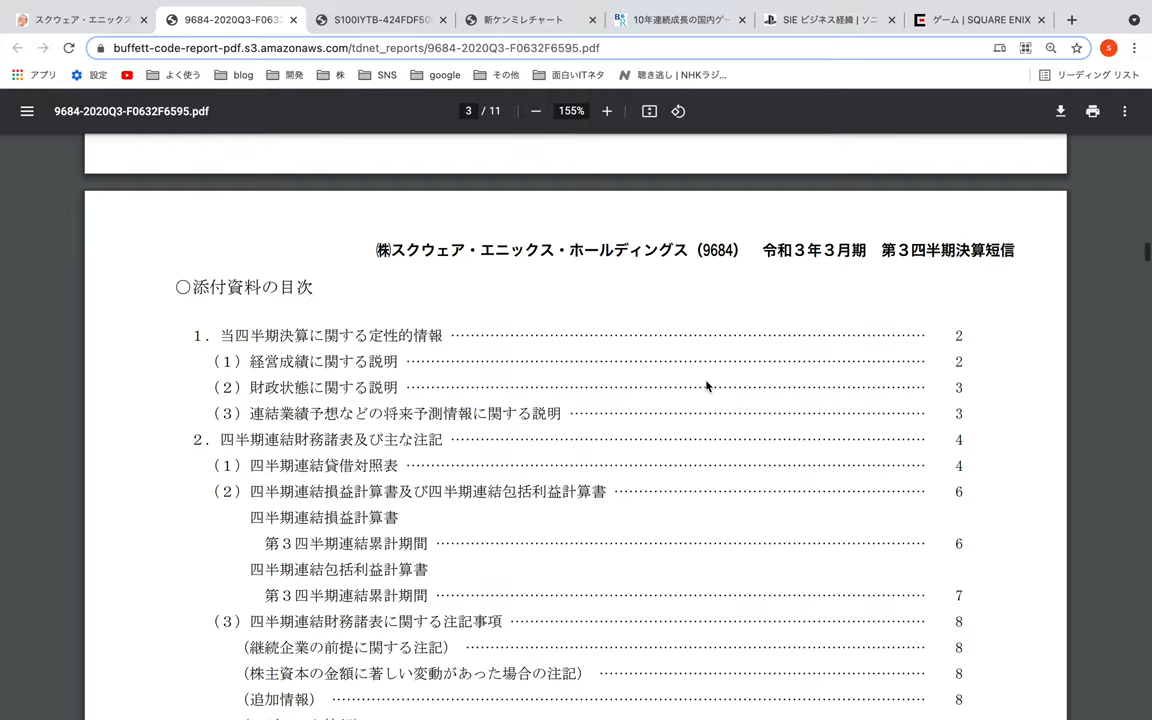 スクウェア・エニックス
9684-2020Q3-F063
S100IYTB-424FDF50
新ケンミレチャート
10年連続成長の国内ゲー
SIE ビジネス経緯 | ソニ
ゲーム | SQUARE ENIX
buffett-code-report-pdf.s3.amazonaws.com/tdnet_reports/9684-2020Q3-F0632F6595.pdf
s
アプリ 設定 よく使う blog 開発 株 SNS google その他 面白いITネタ 聴き逃し | NHKラジ... リーディング リスト
9684-2020Q3-F0632F6595.pdf 3 / 11 155%
㈱スクウェア・エニックス・ホールディングス（9684） 令和３年３月期 第３四半期決算短信
○添付資料の目次
１．当四半期決算に関する定性的情報 ………………………………………………………… 2
（１）経営成績に関する説明 ………………………………………………………… 2
（２）財政状態に関する説明 ………………………………………………………… 3
（３）連結業績予想などの将来予測情報に関する説明 ………………………………………… 3
２．四半期連結財務諸表及び主な注記 ………………………………………………………… 4
（１）四半期連結貸借対照表 ………………………………………………………… 4
（２）四半期連結損益計算書及び四半期連結包括利益計算書 …………………………………… 6
四半期連結損益計算書
第３四半期連結累計期間 ………………………………………………………… 6
四半期連結包括利益計算書
第３四半期連結累計期間 ………………………………………………………… 7
（３）四半期連結財務諸表に関する注記事項 ………………………………………………… 8
（継続企業の前提に関する注記） ………………………………………………………… 8
（株主資本の金額に著しい変動があった場合の注記） ……………………………………… 8
（追加情報） ………………………………………………………… 8